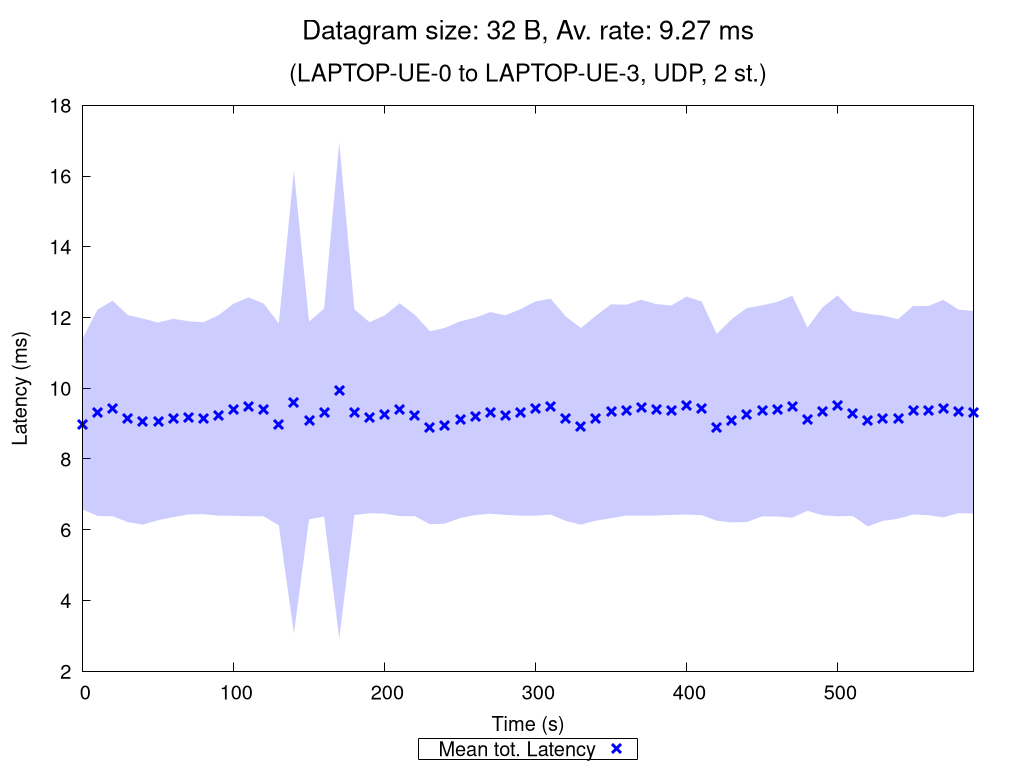 Datagram size: 32 B, Av. rate: 9.27 ms
(LAPTOP-UE-0 to LAPTOP-UE-3, UDP, 2 st.)
18
16
14
12
10
8
6
4
2
Latency (ms)
0 100 200 300 400 500
Time (s)
Mean tot. Latency